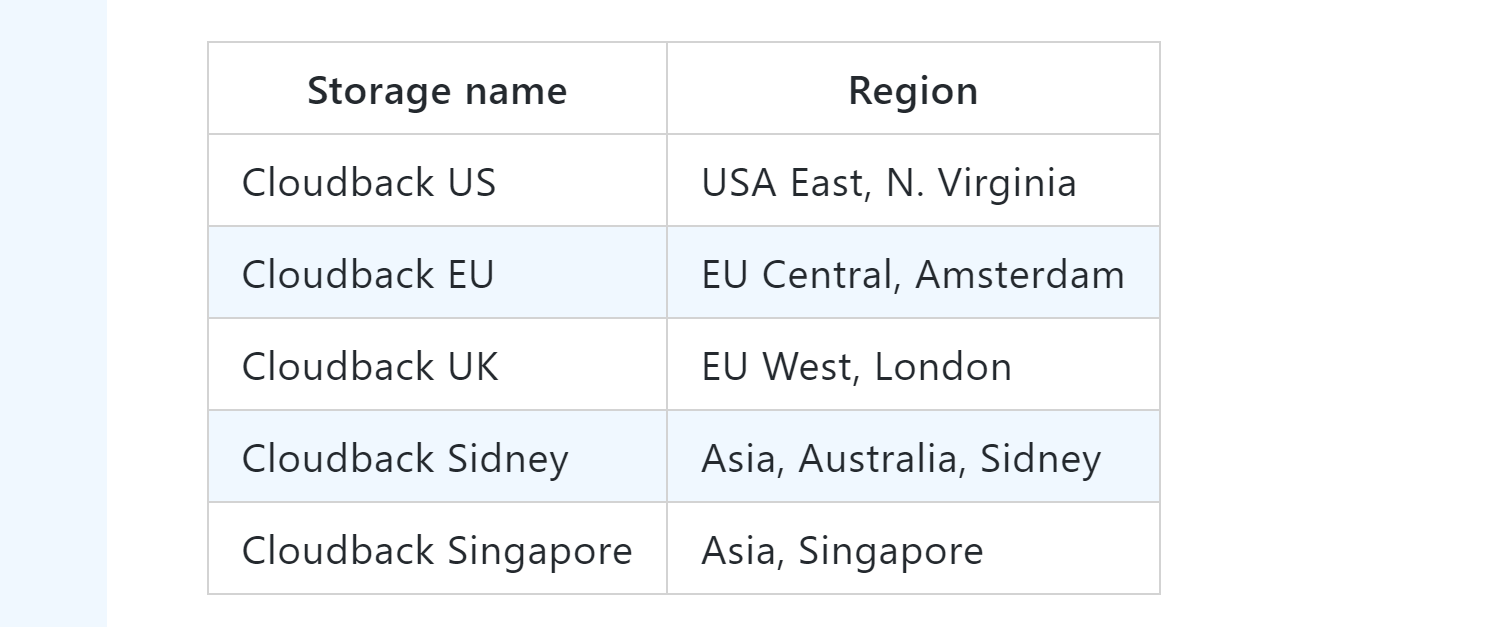 Storage name Region
Cloudback US USA East, N. Virginia
Cloudback EU EU Central, Amsterdam
Cloudback UK EU West, London
Cloudback Sidney Asia, Australia, Sidney
Cloudback Singapore Asia, Singapore